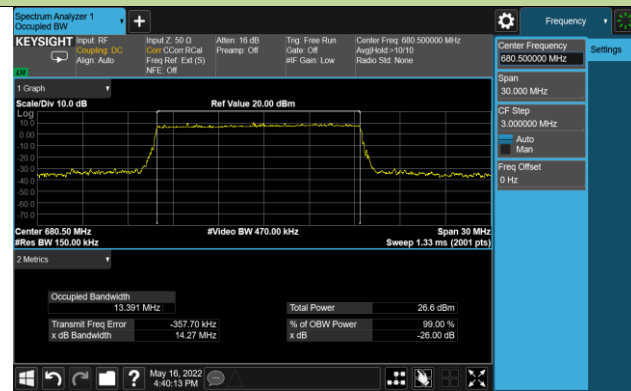 Spectrum Analyzer 1
Occupied BW
Frequency
KEYSIGHT
Input: RF
Coupling: DC
Align: Auto
Input Z: 50 Ω
Corr CCorr RCal
Freq Ref: Ext (S)
NFE: Off
Atten: 16 dB
Preamp: Off
Trig: Free Run
Gate: Off
#IF Gain: Low
Center Freq: 680.500000 MHz
Avg|Hold:>10/10
Radio Std: None
Center Frequency
680.500000 MHz
Settings
Span
30.000 MHz
CF Step
3.000000 MHz
Auto
Man
Freq Offset
0 Hz
1 Graph
Scale/Div 10.0 dB
Ref Value 20.00 dBm
Log
10.0
0.00
-10.0
-20.0
-30.0
-40.0
-50.0
-60.0
-70.0
Center 680.50 MHz
#Video BW 470.00 kHz
Span 30 MHz
#Res BW 150.00 kHz
Sweep 1.33 ms (2001 pts)
2 Metrics
Occupied Bandwidth
13.391 MHz
Total Power 26.6 dBm
Transmit Freq Error -357.70 kHz
% of OBW Power 99.00 %
x dB Bandwidth 14.27 MHz
x dB -26.00 dB
May 16, 2022
4:40:13 PM